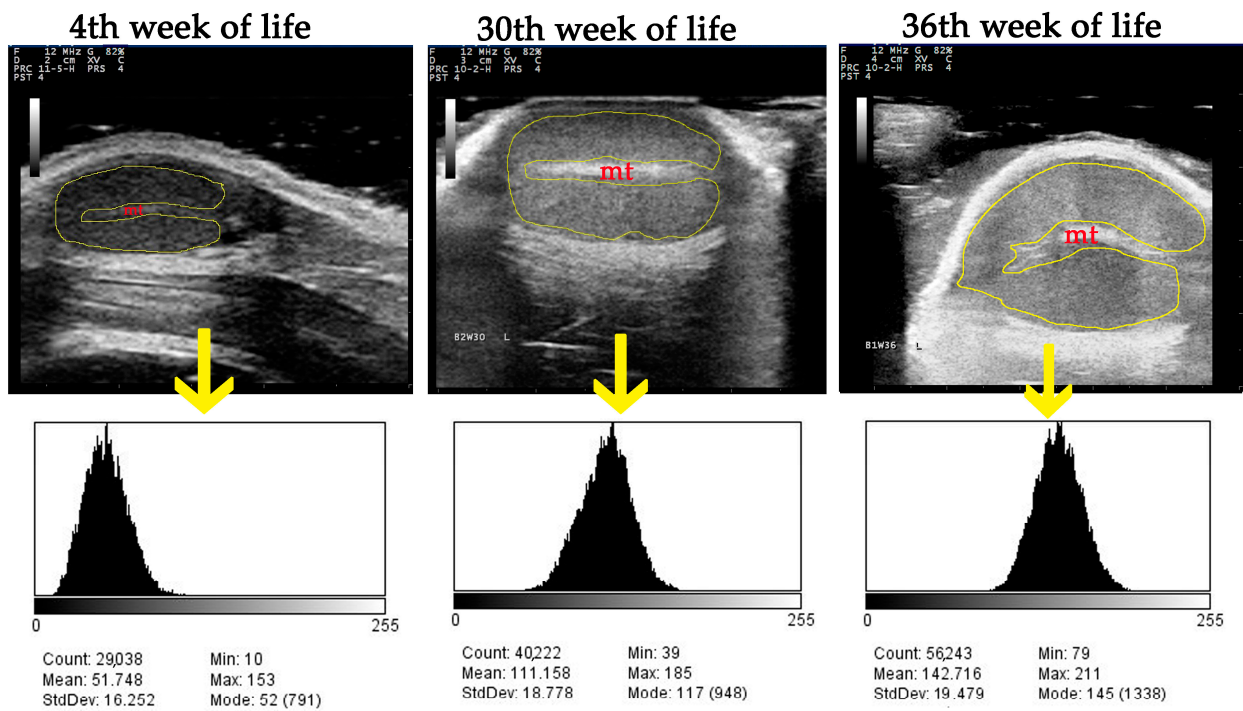 4th week of life
30th week of life
36th week of life
F 12 MHz G 82%
D 2 cm XV C
PRC 11-5-H PRS 4
PST 4
mt
F 12 MHz G 82%
D 3 cm XV C
PRC 10-2-H PRS 4
PST 4
mt
B2W30 L
F 12 MHz G 82%
D 4 cm XV C
PRC 10-2-H PRS 4
PST 4
mt
B1W36 L
0 255
Count: 29,038 Min: 10
Mean: 51.748 Max: 153
StdDev: 16.252 Mode: 52 (791)
0 255
Count: 40,222 Min: 39
Mean: 111.158 Max: 185
StdDev: 18.778 Mode: 117 (948)
0 255
Count: 56,243 Min: 79
Mean: 142.716 Max: 211
StdDev: 19.479 Mode: 145 (1338)